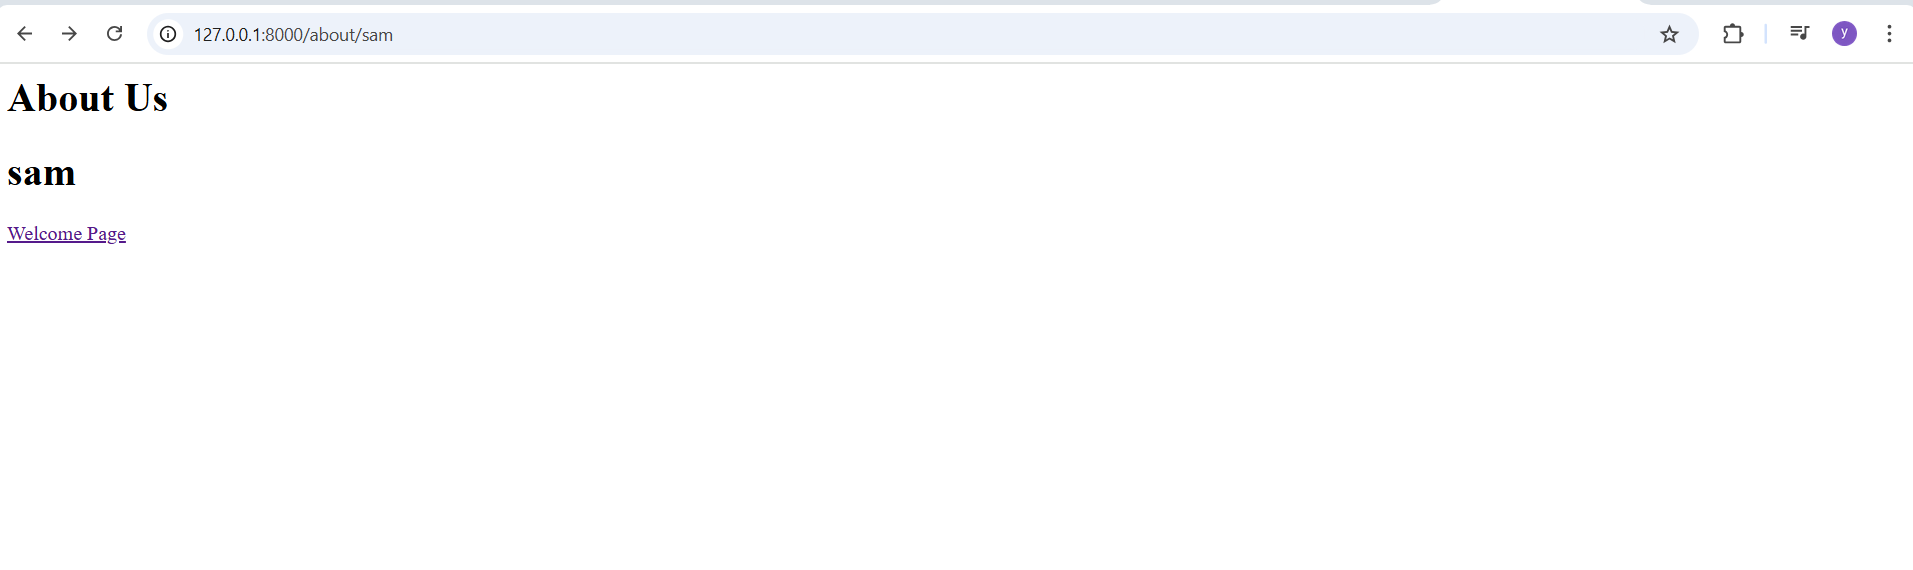 127.0.0.1:8000/about/sam
y
About Us
sam
Welcome Page